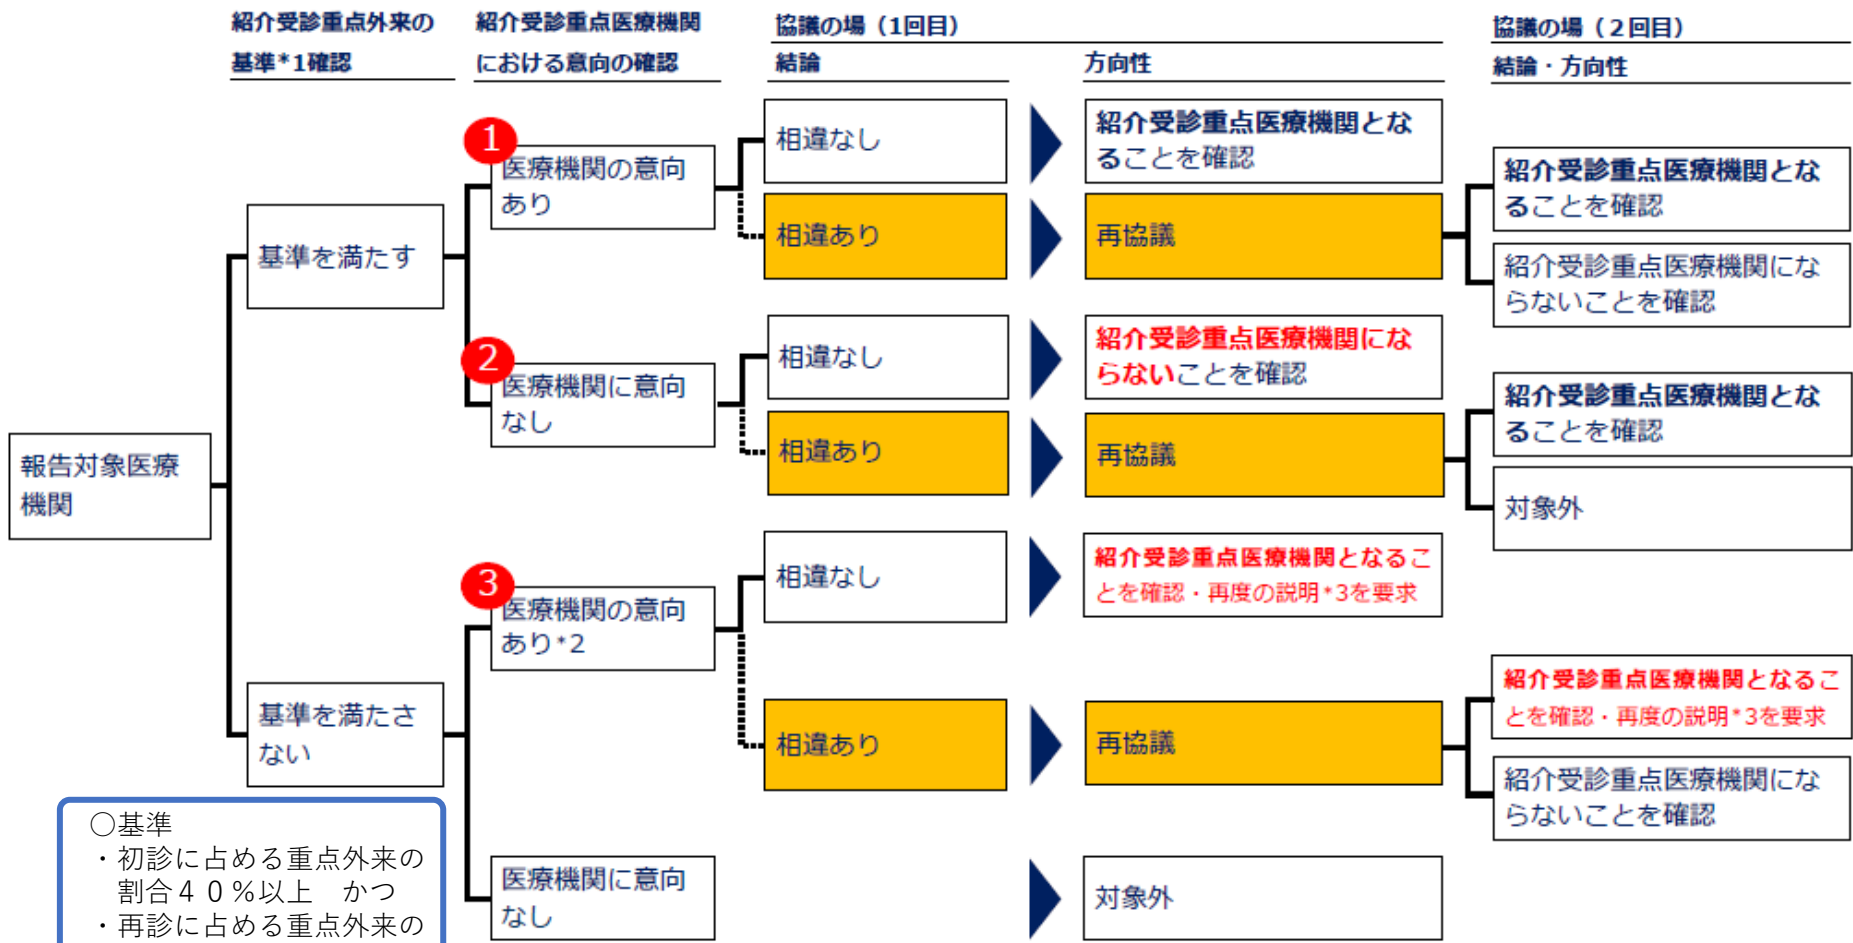 紹介受診重点外来の
基準*1確認
紹介受診重点医療機関
における意向の確認
協議の場（1回目）
結論
方向性
協議の場（２回目）
結論・方向性
報告対象医療
機関
基準を満たす
1
医療機関の意向
あり
相違なし
紹介受診重点医療機関とな
ることを確認
相違あり
再協議
紹介受診重点医療機関とな
ることを確認
紹介受診重点医療機関にな
らないことを確認
2
医療機関に意向
なし
相違なし
紹介受診重点医療機関にな
らないことを確認
相違あり
再協議
紹介受診重点医療機関とな
ることを確認
対象外
基準を満たさ
ない
3
医療機関の意向
あり*2
相違なし
紹介受診重点医療機関となるこ
とを確認・再度の説明*3を要求
相違あり
再協議
紹介受診重点医療機関となるこ
とを確認・再度の説明*3を要求
紹介受診重点医療機関にな
らないことを確認
医療機関に意向
なし
対象外
○基準
・初診に占める重点外来の
割合４０％以上　かつ
・再診に占める重点外来の